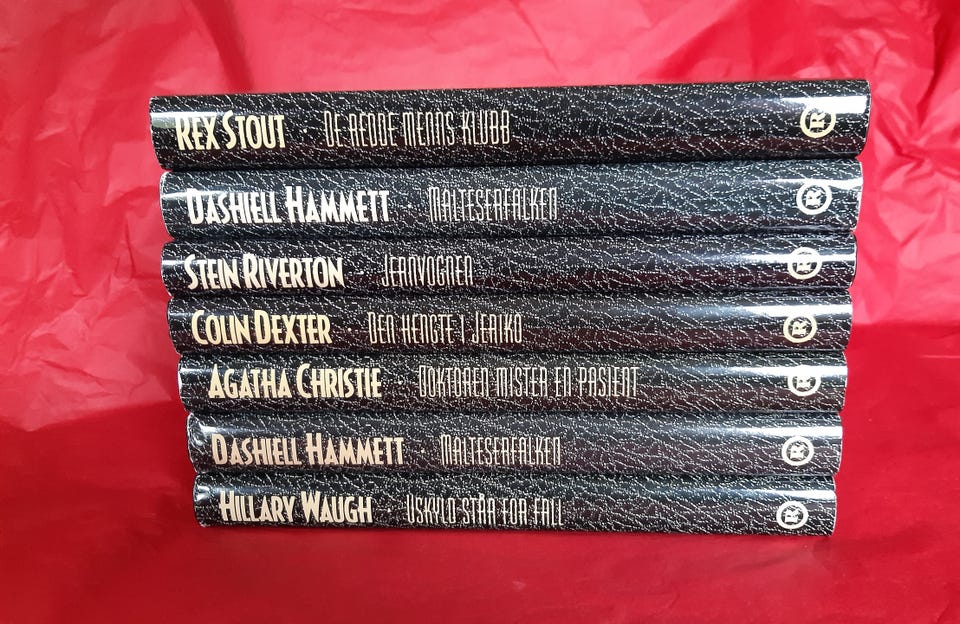 REX STOUT · DE REDDE MENNS KLUBB R
DASHIELL HAMMETT · MALTESERFALKEN R
STEIN RIVERTON · JERNVOGNEN R
COLIN DEXTER · DEN HENGTE I JERIKO R
AGATHA CHRISTIE · DOKTOREN MISTER EN PASIENT R
DASHIELL HAMMETT · MALTESERFALKEN R
HILLARY WAUGH · USKYLD STÅR FOR FALL R